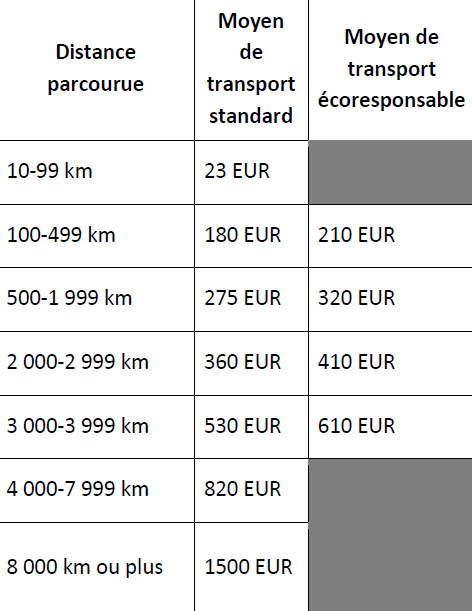 Distance
parcourue
Moyen
de
transport
standard
Moyen de
transport
écoresponsable
10-99 km
23 EUR
100-499 km
180 EUR
210 EUR
500-1 999 km
275 EUR
320 EUR
2 000-2 999 km
360 EUR
410 EUR
3 000-3 999 km
530 EUR
610 EUR
4 000-7 999 km
820 EUR
8 000 km ou plus
1500 EUR